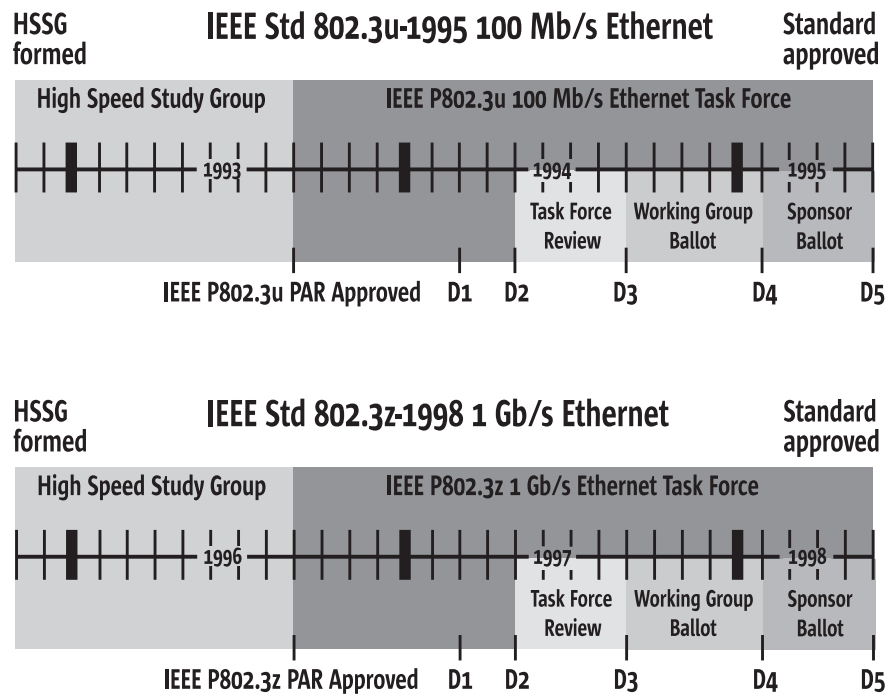 HSSG
formed
IEEE Std 802.3u-1995 100 Mb/s Ethernet
Standard
approved
High Speed Study Group
IEEE P802.3u 100 Mb/s Ethernet Task Force
1993
1994
1995
Task Force
Review
Working Group
Ballot
Sponsor
Ballot
IEEE P802.3u PAR Approved
D1
D2
D3
D4
D5
HSSG
formed
IEEE Std 802.3z-1998 1 Gb/s Ethernet
Standard
approved
High Speed Study Group
IEEE P802.3z 1 Gb/s Ethernet Task Force
1996
1997
1998
Task Force
Review
Working Group
Ballot
Sponsor
Ballot
IEEE P802.3z PAR Approved
D1
D2
D3
D4
D5